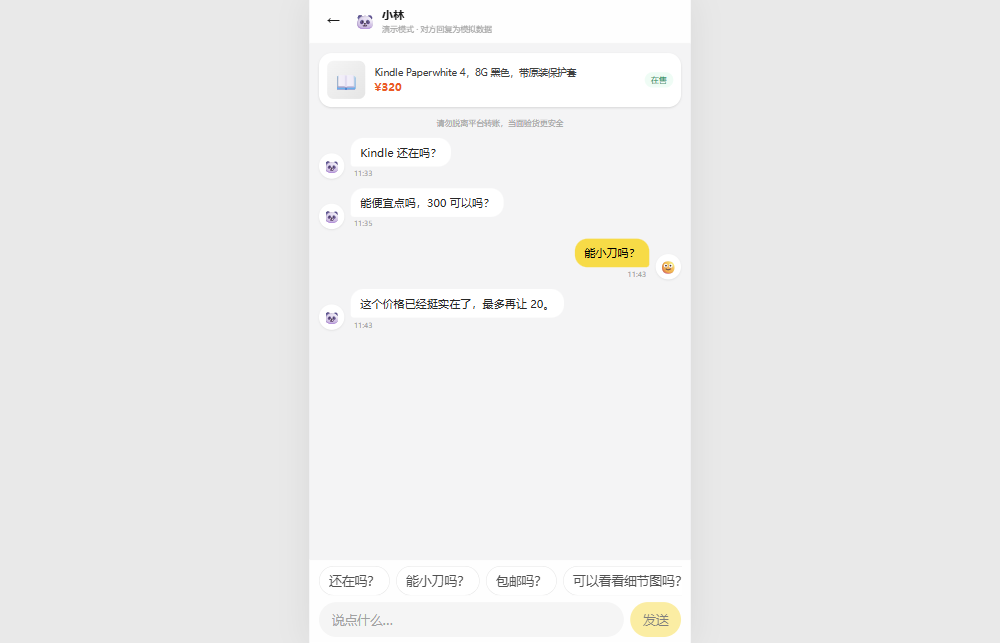 ←
小林
演示模式 · 对方回复为模拟数据
Kindle Paperwhite 4，8G 黑色，带原装保护套
¥320
在售
请勿脱离平台转账，当面验货更安全
Kindle 还在吗？
11:33
能便宜点吗，300 可以吗？
11:35
能小刀吗？
11:43
这个价格已经挺实在了，最多再让 20。
11:43
还在吗？ 能小刀吗？ 包邮吗？ 可以看看细节图吗？
说点什么... 发送